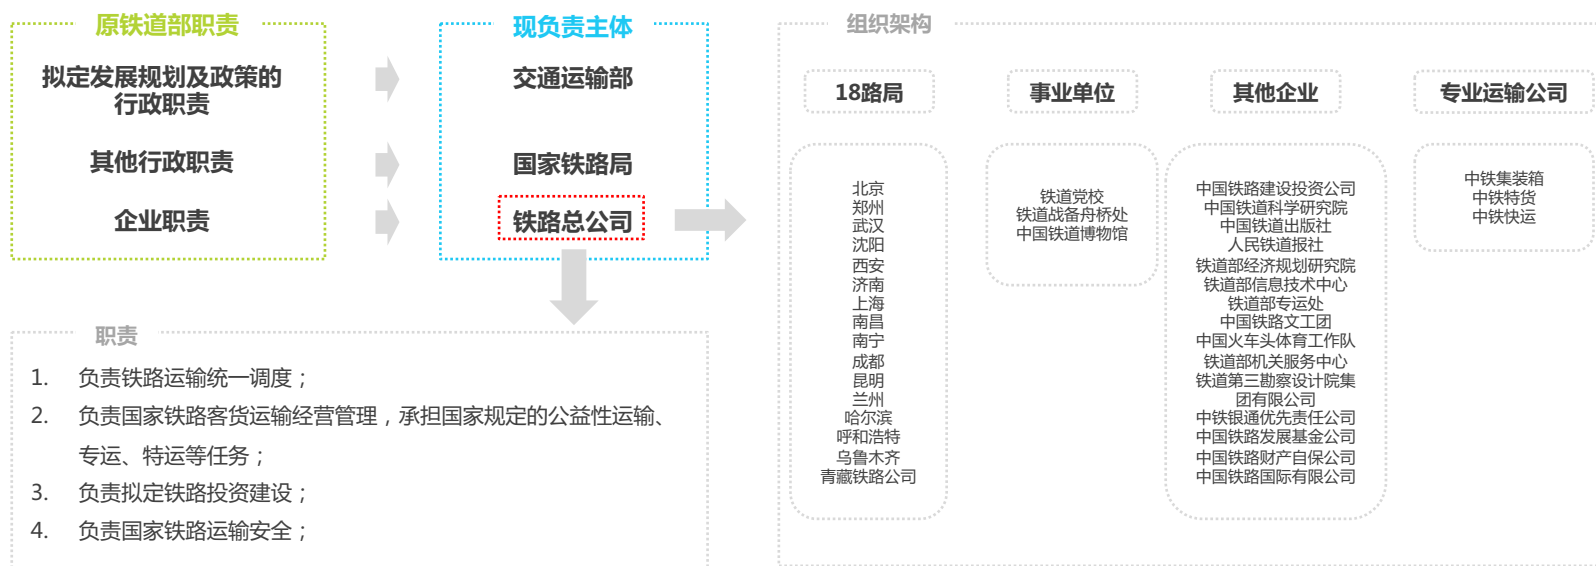 原铁道部职责
拟定发展规划及政策的
行政职责
其他行政职责
企业职责
现负责主体
交通运输部
国家铁路局
铁路总公司
职责
1. 负责铁路运输统一调度；
2. 负责国家铁路客货运输经营管理，承担国家规定的公益性运输、
专运、特运等任务；
3. 负责拟定铁路投资建设；
4. 负责国家铁路运输安全；
组织架构
18路局
北京
郑州
武汉
沈阳
西安
济南
上海
南昌
南宁
成都
昆明
兰州
哈尔滨
呼和浩特
乌鲁木齐
青藏铁路公司
事业单位
铁道党校
铁道战备舟桥处
中国铁道博物馆
其他企业
中国铁路建设投资公司
中国铁道科学研究院
中国铁道出版社
人民铁道报社
铁道部经济规划研究院
铁道部信息技术中心
铁道部专运处
中国铁路文工团
中国火车头体育工作队
铁道部机关服务中心
铁道第三勘察设计院集
团有限公司
中铁银通优先责任公司
中国铁路发展基金公司
中国铁路财产自保公司
中国铁路国际有限公司
专业运输公司
中铁集装箱
中铁特货
中铁快运